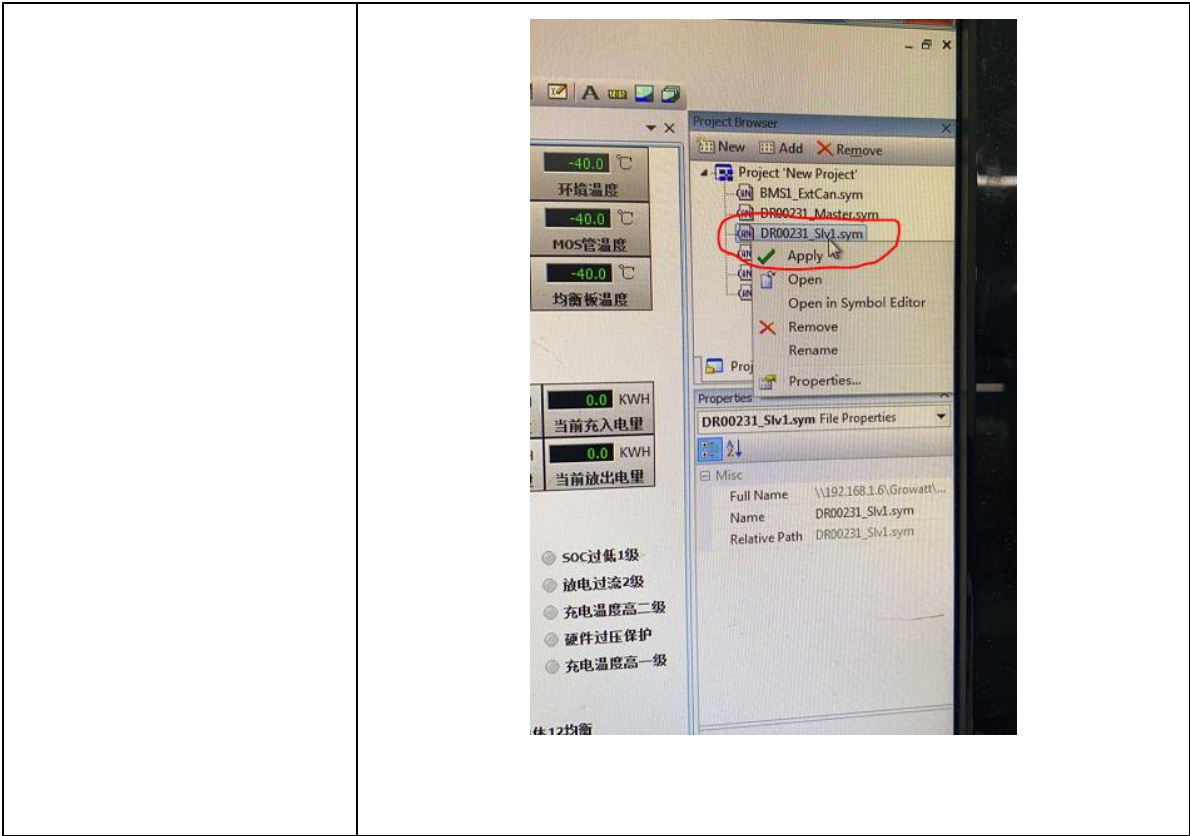 Project Browser
New Add Remove
Project 'New Project'
BMS1_ExtCan.sym
DR00231_Master.sym
DR00231_Slv1.sym
Apply
Open
Open in Symbol Editor
Remove
Rename
Properties...
Proj
Properties
DR00231_Slv1.sym File Properties
Misc
Full Name \\192.168.1.6\Growatt\...
Name DR00231_Slv1.sym
Relative Path DR00231_Slv1.sym
-40.0 ℃
环境温度
-40.0 ℃
MOS管温度
-40.0 ℃
均衡板温度
0.0 KWH
当前充入电量
0.0 KWH
当前放出电量
SOC过低1级
放电过流2级
充电温度高二级
硬件过压保护
充电温度高一级
体12均衡